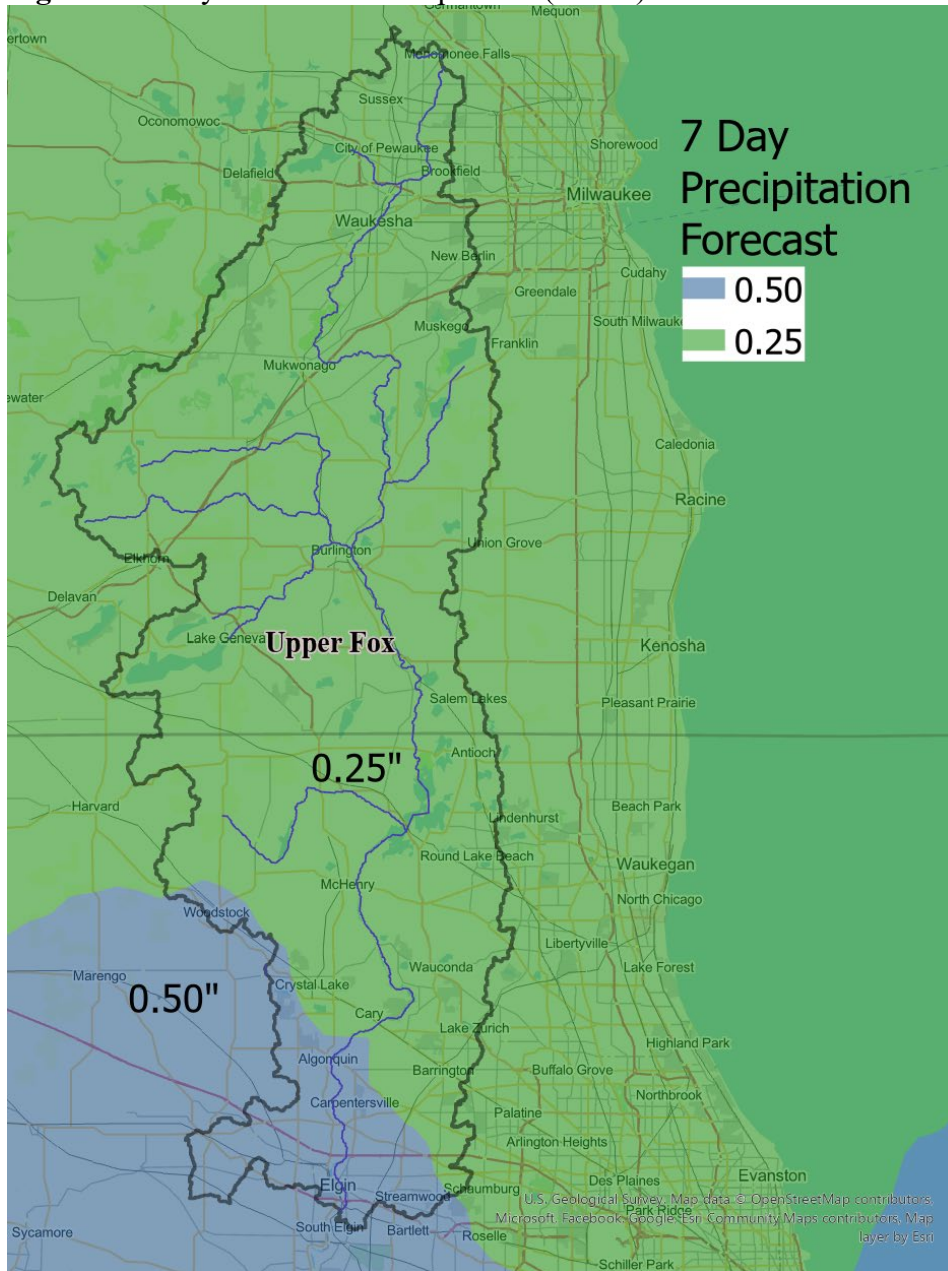 Germantown
Mequon
Menomonee Falls
Sussex
Oconomowoc
Shorewood
City of Pewaukee
Delafield
Brookfield
Milwaukee
Waukesha
New Berlin
Cudahy
Greendale
South Milwauke
Muskego
Franklin
Mukwonago
ewater
Caledonia
Racine
Union Grove
Burlington
Elkhorn
Delavan
Lake Geneva
Upper Fox
Kenosha
Salem Lakes
Pleasant Prairie
Antioch
0.25"
Harvard
Beach Park
Lindenhurst
Round Lake Beach
Waukegan
McHenry
North Chicago
Woodstock
Libertyville
Marengo
Wauconda
Lake Forest
0.50"
Crystal Lake
Cary
Lake Zurich
Highland Park
Algonquin
Barrington
Buffalo Grove
Northbrook
Carpentersville
Palatine
Arlington Heights
Elgin
Streamwood
Schaumburg
Des Plaines
Evanston
Park Ridge
South Elgin
Bartlett
Roselle
Sycamore
Schiller Park
7 Day
Precipitation
Forecast
0.50
0.25
U.S. Geological Survey, Map data © OpenStreetMap contributors,
Microsoft, Facebook, Google, Esri Community Maps contributors, Map
layer by Esri